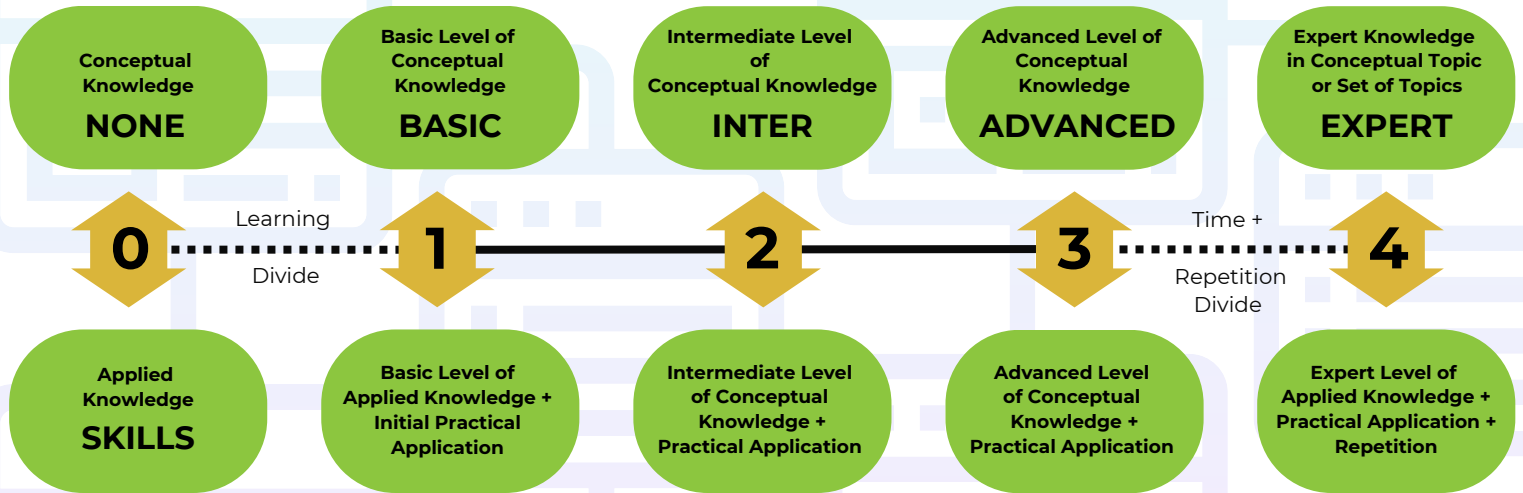 Conceptual
Knowledge
NONE
Basic Level of
Conceptual
Knowledge
BASIC
Intermediate Level
of
Conceptual Knowledge
INTER
Advanced Level of
Conceptual
Knowledge
ADVANCED
Expert Knowledge
in Conceptual Topic
or Set of Topics
EXPERT
0
Learning
Divide
1
2
3
Time +
Repetition
Divide
4
Applied
Knowledge
SKILLS
Basic Level of
Applied Knowledge +
Initial Practical
Application
Intermediate Level
of Conceptual
Knowledge +
Practical Application
Advanced Level
of Conceptual
Knowledge +
Practical Application
Expert Level of
Applied Knowledge +
Practical Application +
Repetition